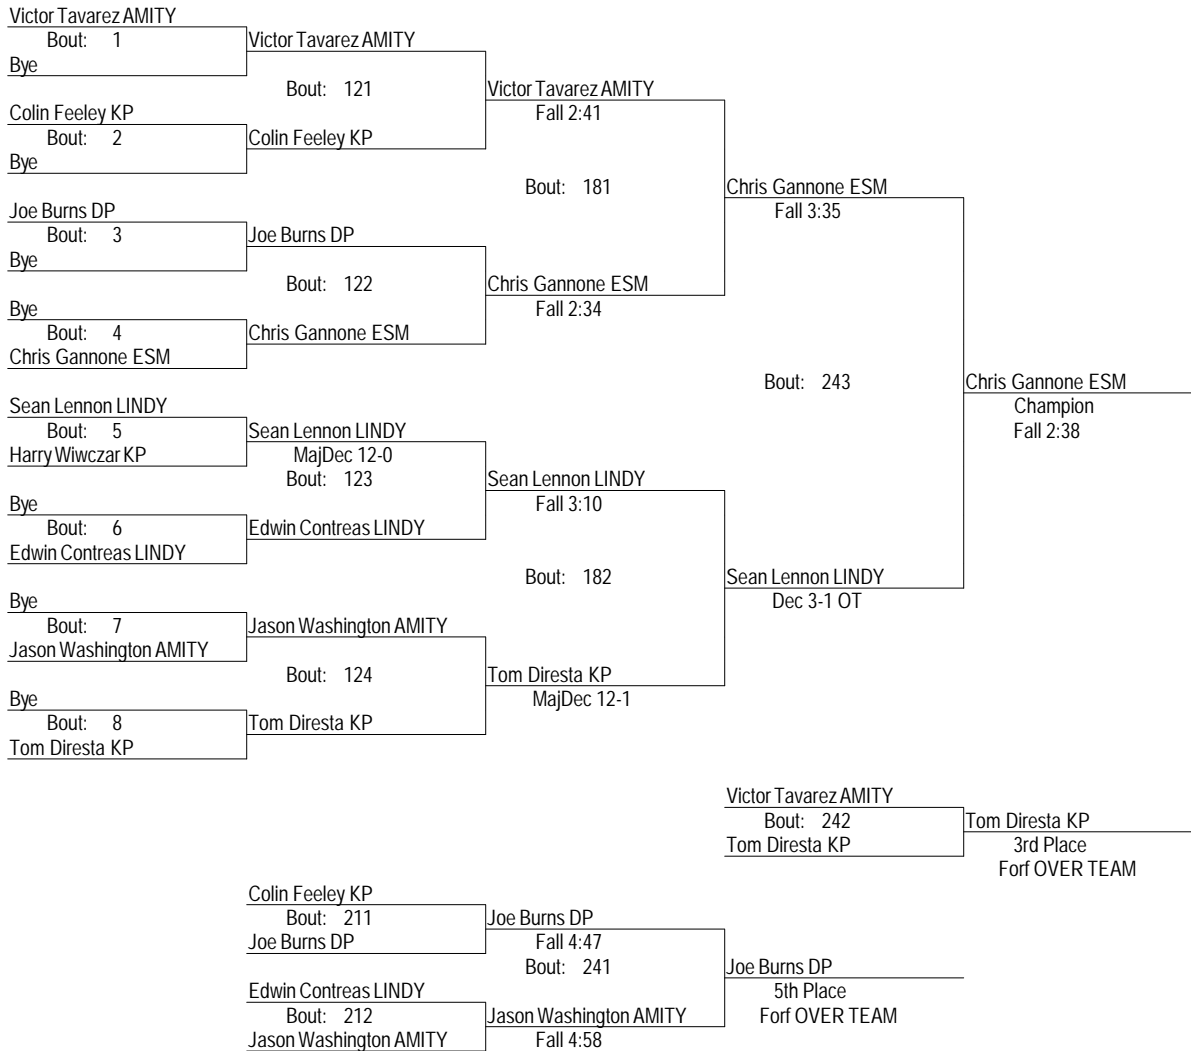 Victor Tavarez AMITY
Bout: 1
Bye
Victor Tavarez AMITY
Bout: 121
Colin Feeley KP
Bout: 2
Bye
Colin Feeley KP
Victor Tavarez AMITY
Fall 2:41
Bout: 181
Joe Burns DP
Bout: 3
Bye
Joe Burns DP
Bout: 122
Bye
Bout: 4
Chris Gannone ESM
Chris Gannone ESM
Chris Gannone ESM
Fall 2:34
Chris Gannone ESM
Fall 3:35
Bout: 243
Sean Lennon LINDY
Bout: 5
Harry Wiwczar KP
Sean Lennon LINDY
MajDec 12-0
Bout: 123
Bye
Bout: 6
Edwin Contreas LINDY
Edwin Contreas LINDY
Sean Lennon LINDY
Fall 3:10
Bout: 182
Bye
Bout: 7
Jason Washington AMITY
Jason Washington AMITY
Bout: 124
Bye
Bout: 8
Tom Diresta KP
Tom Diresta KP
Tom Diresta KP
MajDec 12-1
Sean Lennon LINDY
Dec 3-1 OT
Chris Gannone ESM
Champion
Fall 2:38
Victor Tavarez AMITY
Bout: 242
Tom Diresta KP
Tom Diresta KP
3rd Place
Forf OVER TEAM
Colin Feeley KP
Bout: 211
Joe Burns DP
Joe Burns DP
Fall 4:47
Bout: 241
Edwin Contreas LINDY
Bout: 212
Jason Washington AMITY
Jason Washington AMITY
Fall 4:58
Joe Burns DP
5th Place
Forf OVER TEAM